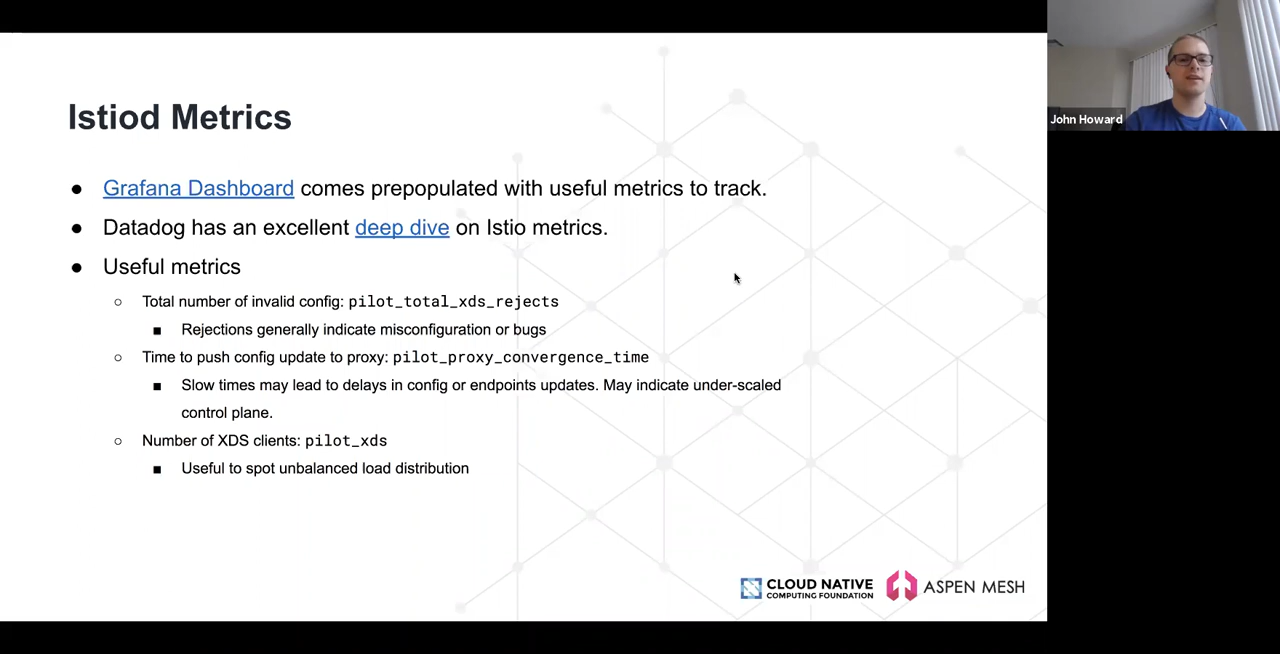 Istiod Metrics
● Grafana Dashboard comes prepopulated with useful metrics to track.
● Datadog has an excellent deep dive on Istio metrics.
● Useful metrics
○ Total number of invalid config: pilot_total_xds_rejects
■ Rejections generally indicate misconfiguration or bugs
○ Time to push config update to proxy: pilot_proxy_convergence_time
■ Slow times may lead to delays in config or endpoints updates. May indicate under-scaled
control plane.
○ Number of XDS clients: pilot_xds
■ Useful to spot unbalanced load distribution
CLOUD NATIVE
COMPUTING FOUNDATION
ASPEN MESH
John Howard